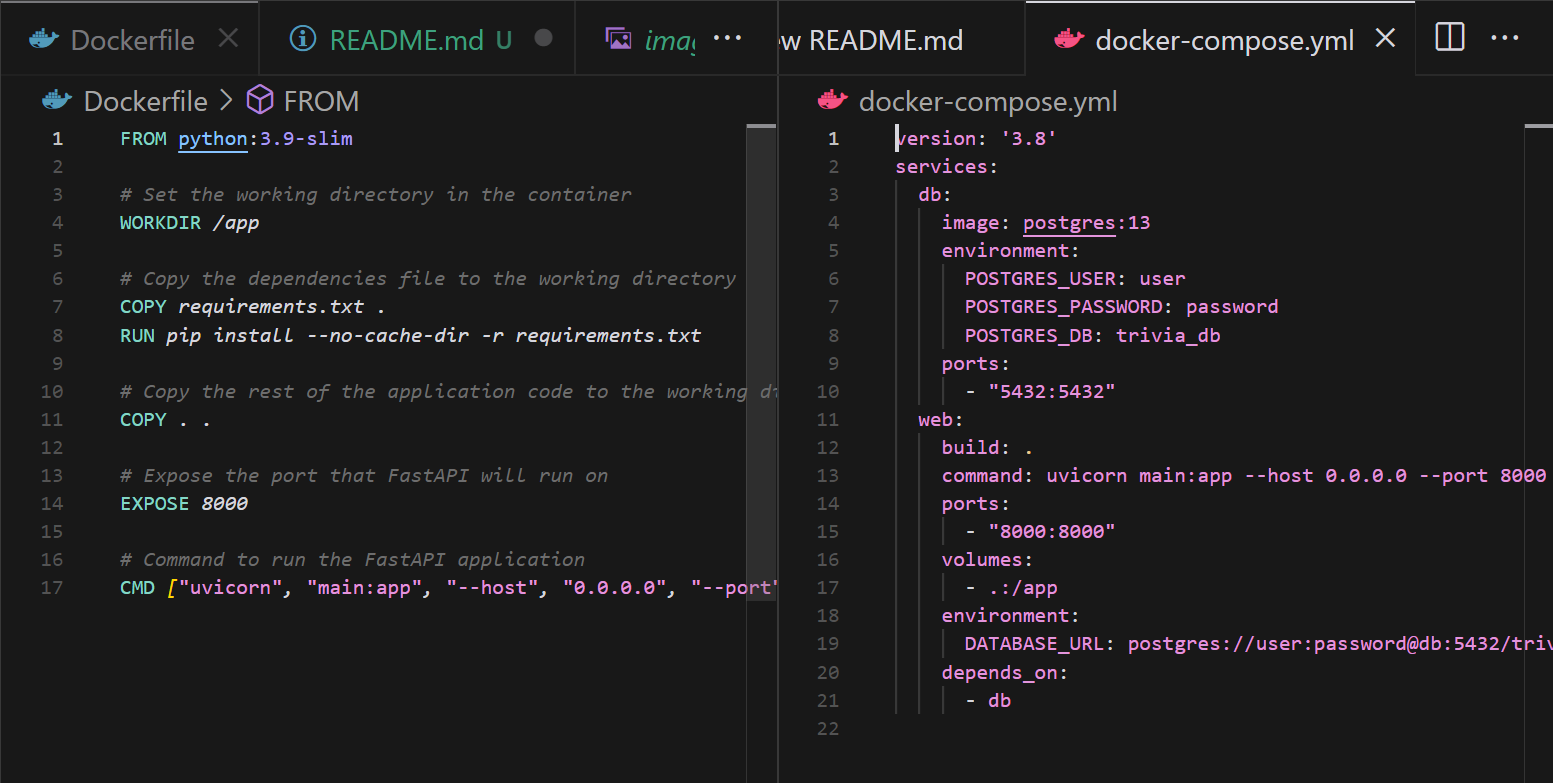 Dockerfile
README.md U
README.md
docker-compose.yml
Dockerfile > FROM
1 FROM python:3.9-slim
2
3 # Set the working directory in the container
4 WORKDIR /app
5
6 # Copy the dependencies file to the working directory
7 COPY requirements.txt .
8 RUN pip install --no-cache-dir -r requirements.txt
9
10 # Copy the rest of the application code to the working
11 COPY . .
12
13 # Expose the port that FastAPI will run on
14 EXPOSE 8000
15
16 # Command to run the FastAPI application
17 CMD ["uvicorn", "main:app", "--host", "0.0.0.0", "--port"
docker-compose.yml
1 version: '3.8'
2 services:
3 db:
4 image: postgres:13
5 environment:
6 POSTGRES_USER: user
7 POSTGRES_PASSWORD: password
8 POSTGRES_DB: trivia_db
9 ports:
10 - "5432:5432"
11 web:
12 build: .
13 command: uvicorn main:app --host 0.0.0.0 --port 8000
14 ports:
15 - "8000:8000"
16 volumes:
17 - .:/app
18 environment:
19 DATABASE_URL: postgres://user:password@db:5432/triv
20 depends_on:
21 - db
22